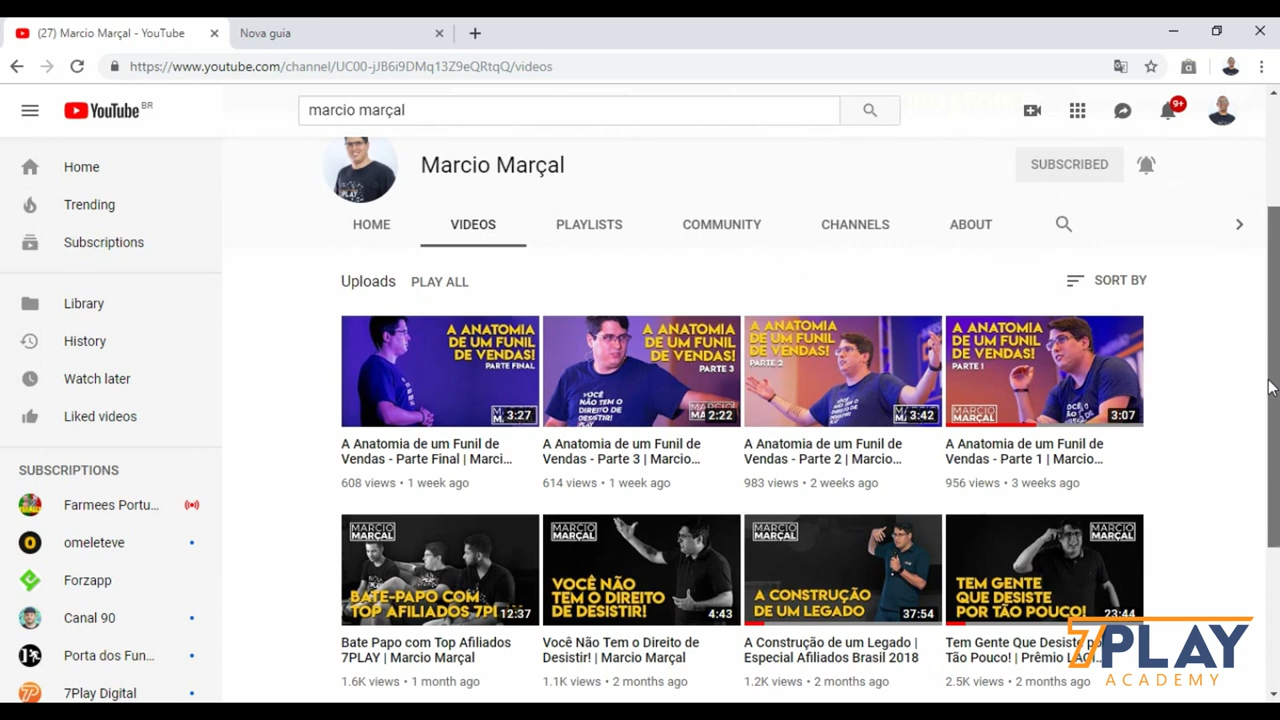 (27) Marcio Marçal - YouTube
Nova guia
https://www.youtube.com/channel/UC00-jJB6i9DMq13Z9eQRtqQ/videos
YouTube BR
marcio marçal
9+
Home
Trending
Subscriptions
Library
History
Watch later
Liked videos
SUBSCRIPTIONS
Farmees Portu...
omeleteve
Forzapp
Canal 90
Porta dos Fun...
7Play Digital
Marcio Marçal
SUBSCRIBED
HOME VIDEOS PLAYLISTS COMMUNITY CHANNELS ABOUT
Uploads PLAY ALL
SORT BY
A ANATOMIA
DE UM FUNIL
DE VENDAS!
PARTE FINAL
3:27
A ANATOMIA
DE UM FUNIL
DE VENDAS!
PARTE 3
VOCÊ
NÃO TEM O
DIREITO DE
DESISTIR!
2:22
A ANATOMIA
DE UM FUNIL
DE VENDAS!
PARTE 2
3:42
A ANATOMIA
DE UM FUNIL
DE VENDAS!
PARTE 1
MARCIO
MARÇAL
3:07
A Anatomia de um Funil de
Vendas - Parte Final | Marci...
608 views • 1 week ago
A Anatomia de um Funil de
Vendas - Parte 3 | Marcio...
614 views • 1 week ago
A Anatomia de um Funil de
Vendas - Parte 2 | Marcio...
983 views • 2 weeks ago
A Anatomia de um Funil de
Vendas - Parte 1 | Marcio...
956 views • 3 weeks ago
MARCIO
MARÇAL
BATE-PAPO COM
TOP AFILIADOS 7PL
12:37
MARCIO
MARÇAL
VOCÊ NÃO
TEM O DIREITO
DE DESISTIR!
4:43
MARCIO
MARÇAL
A CONSTRUÇÃO
DE UM LEGADO
37:54
MARCIO
MARÇAL
TEM GENTE
QUE DESISTE
POR TÃO POUCO!
23:44
Bate Papo com Top Afiliados
7PLAY | Marcio Marçal
1.6K views • 1 month ago
Você Não Tem o Direito de
Desistir! | Marcio Marçal
1.1K views • 2 months ago
A Construção de um Legado |
Especial Afiliados Brasil 2018
1.2K views • 2 months ago
Tem Gente Que Desiste po
Tão Pouco! | Prêmio LA
2.5K views • 2 months ago
7PLAY
ACADEMY